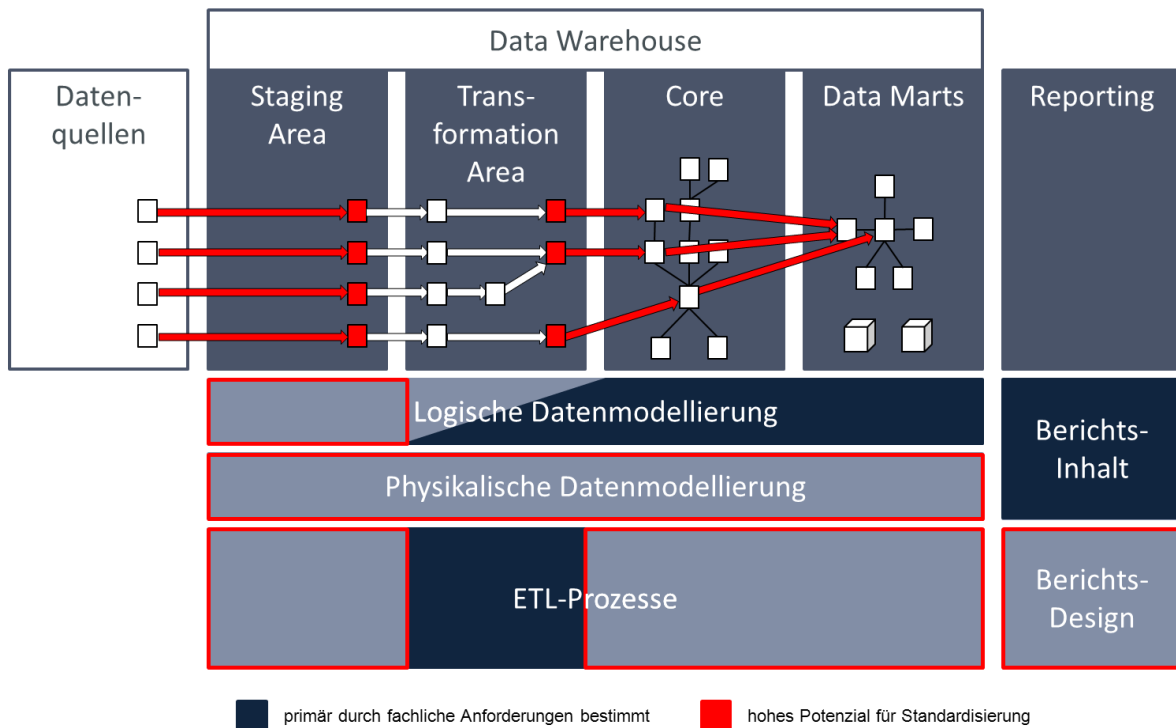 Data Warehouse
Daten-
quellen
Staging
Area
Trans-
formation
Area
Core
Data Marts
Reporting
Logische Datenmodellierung
Berichts-
Inhalt
Physikalische Datenmodellierung
ETL-Prozesse
Berichts-
Design
primär durch fachliche Anforderungen bestimmt
hohes Potenzial für Standardisierung